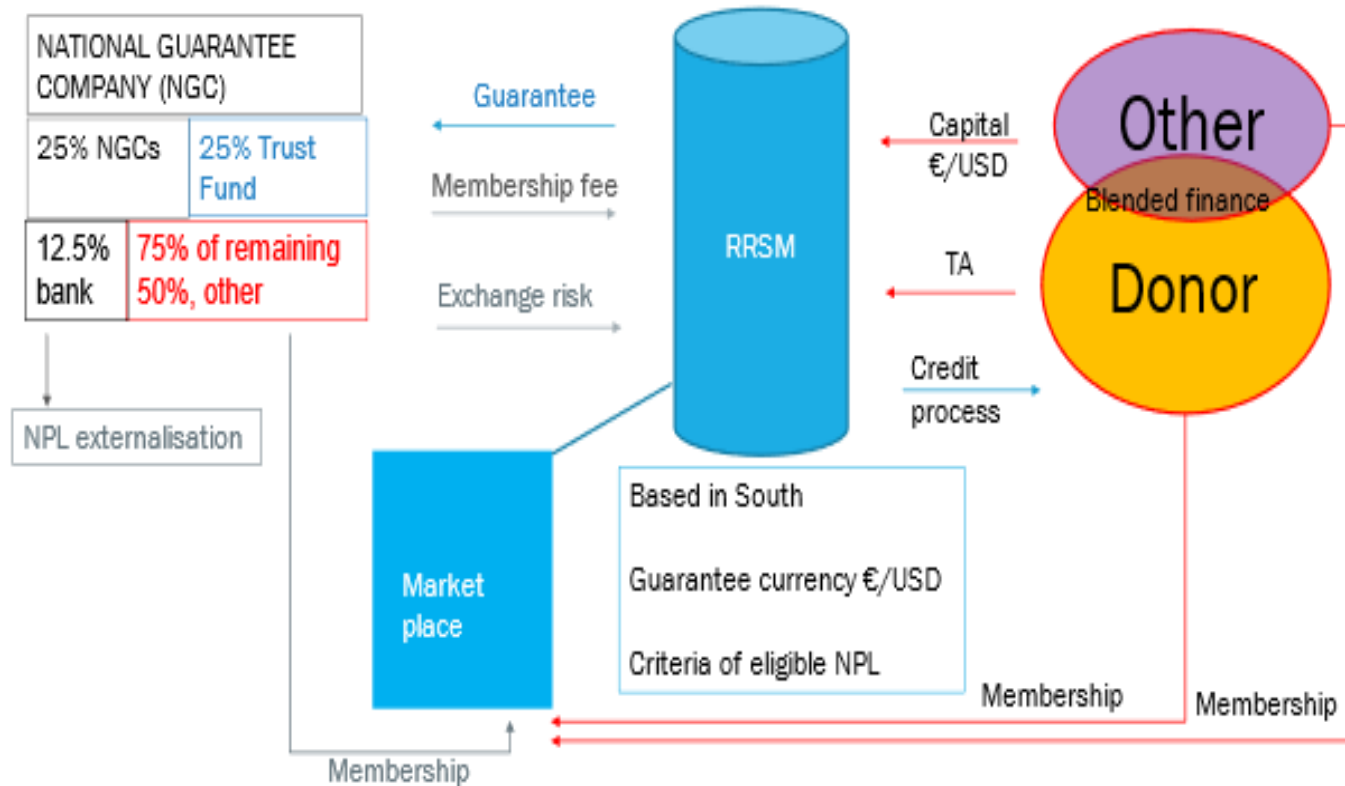 NATIONAL GUARANTEE
COMPANY (NGC)
25% NGCs
25% Trust
Fund
12.5%
bank
75% of remaining
50%, other
NPL externalisation
Guarantee
Membership fee
Exchange risk
RRSM
Capital
€/USD
TA
Credit
process
Other
Blended finance
Donor
Market
place
Based in South
Guarantee currency €/USD
Criteria of eligible NPL
Membership
Membership
Membership